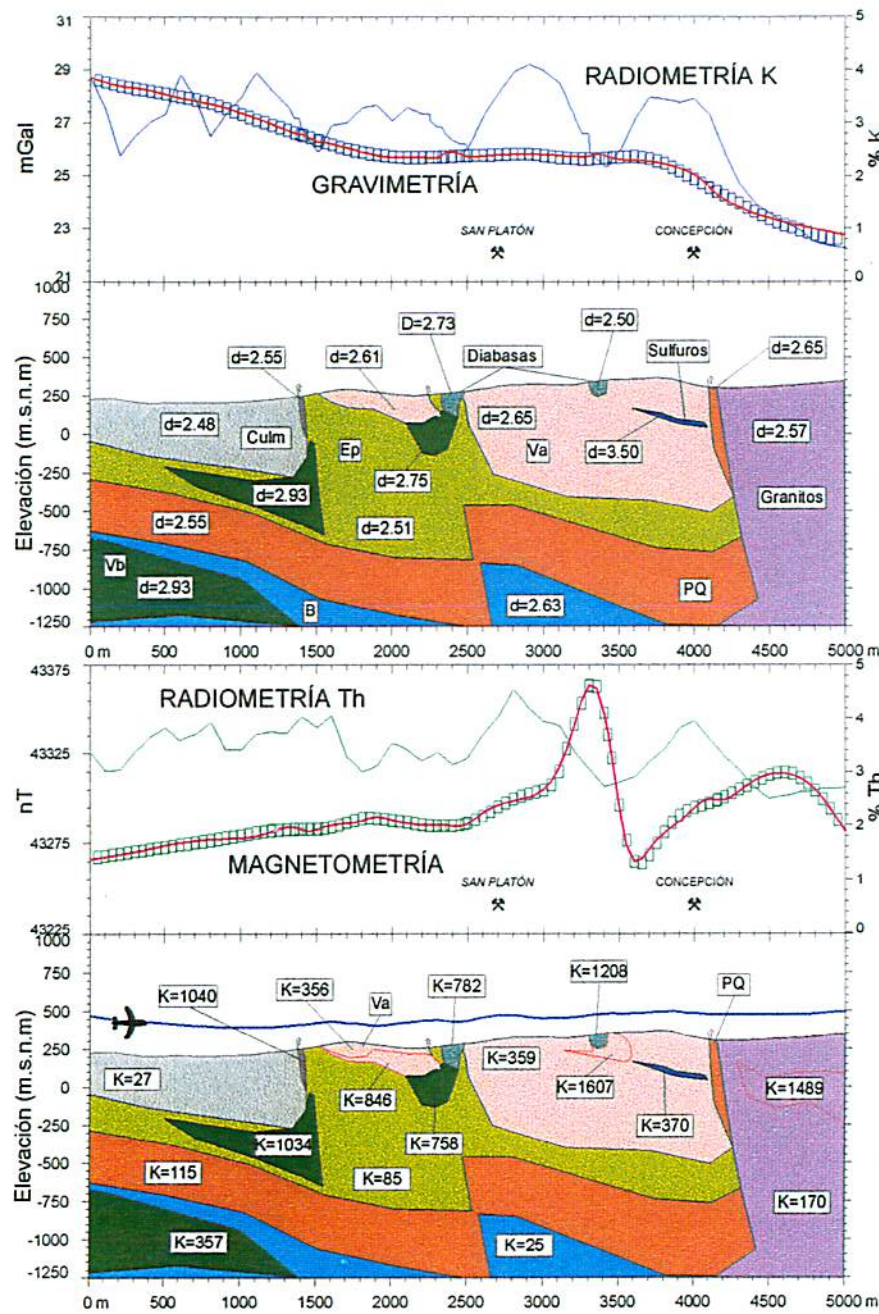 31
29
27
25
23
21
mGal
5
4
3
2
1
0
% K
RADIOMETRÍA K
GRAVIMETRÍA
SAN PLATÓN
CONCEPCIÓN
1000
750
500
250
0
-250
-500
-750
-1000
-1250
Elevación (m.s.n.m)
D=2.73
d=2.50
d=2.55
d=2.61
Diabasas
Sulfuros
d=2.65
d=2.48
Culm
Ep
d=2.65
Va
d=3.50
d=2.57
d=2.75
Granitos
d=2.93
d=2.55
d=2.51
Vb
d=2.93
B
d=2.63
PQ
0 m
500
1000
1500
2000
2500
3000
3500
4000
4500
5000 m
43375
43325
43275
43225
nT
5
4
3
2
1
0
% Th
RADIOMETRÍA Th
MAGNETOMETRÍA
SAN PLATÓN
CONCEPCIÓN
1000
750
500
250
0
-250
-500
-750
-1000
-1250
Elevación (m.s.n.m)
K=1040
K=356
Va
K=782
K=1208
PQ
K=27
K=359
K=1607
K=1489
K=846
K=370
K=1034
K=758
K=115
K=85
K=170
K=357
K=25
0 m
500
1000
1500
2000
2500
3000
3500
4000
4500
5000 m